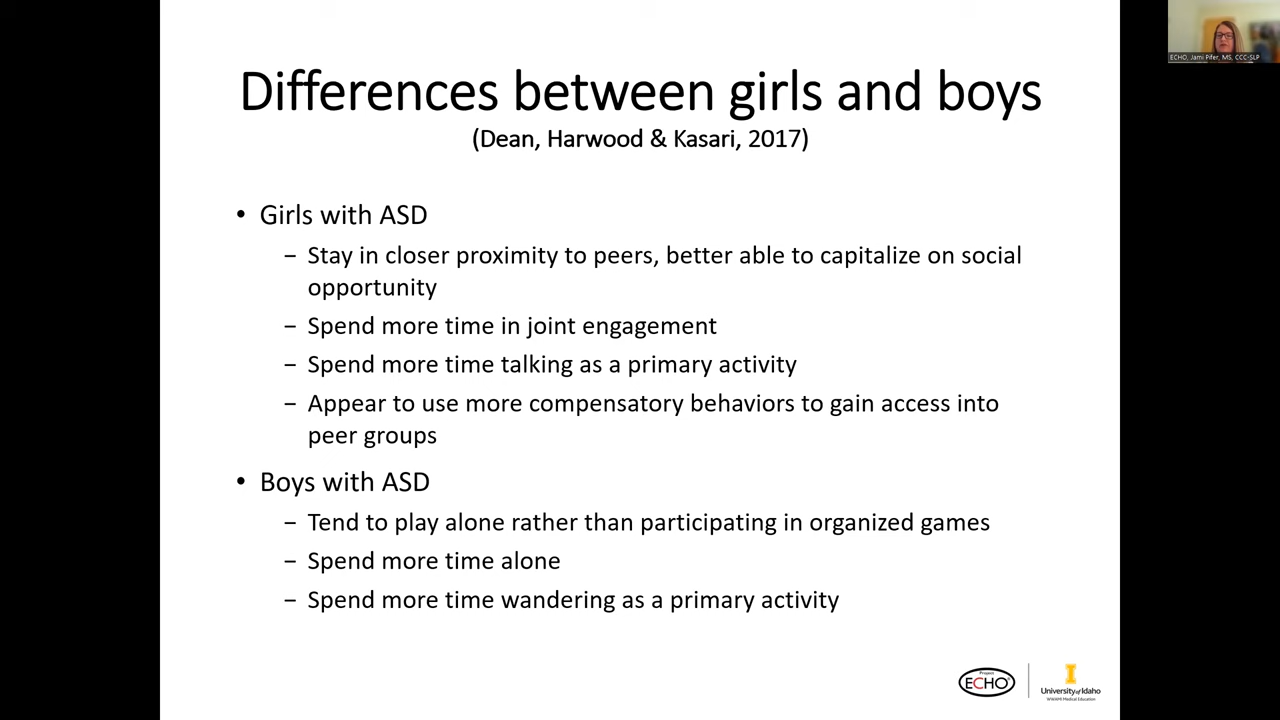 ECHO, Jami Pifer, MS, CCC-SLP
Differences between girls and boys
(Dean, Harwood & Kasari, 2017)
• Girls with ASD
– Stay in closer proximity to peers, better able to capitalize on social
opportunity
– Spend more time in joint engagement
– Spend more time talking as a primary activity
– Appear to use more compensatory behaviors to gain access into
peer groups
• Boys with ASD
– Tend to play alone rather than participating in organized games
– Spend more time alone
– Spend more time wandering as a primary activity
Project
ECHO
I
University of Idaho
WWAMI Medical Education